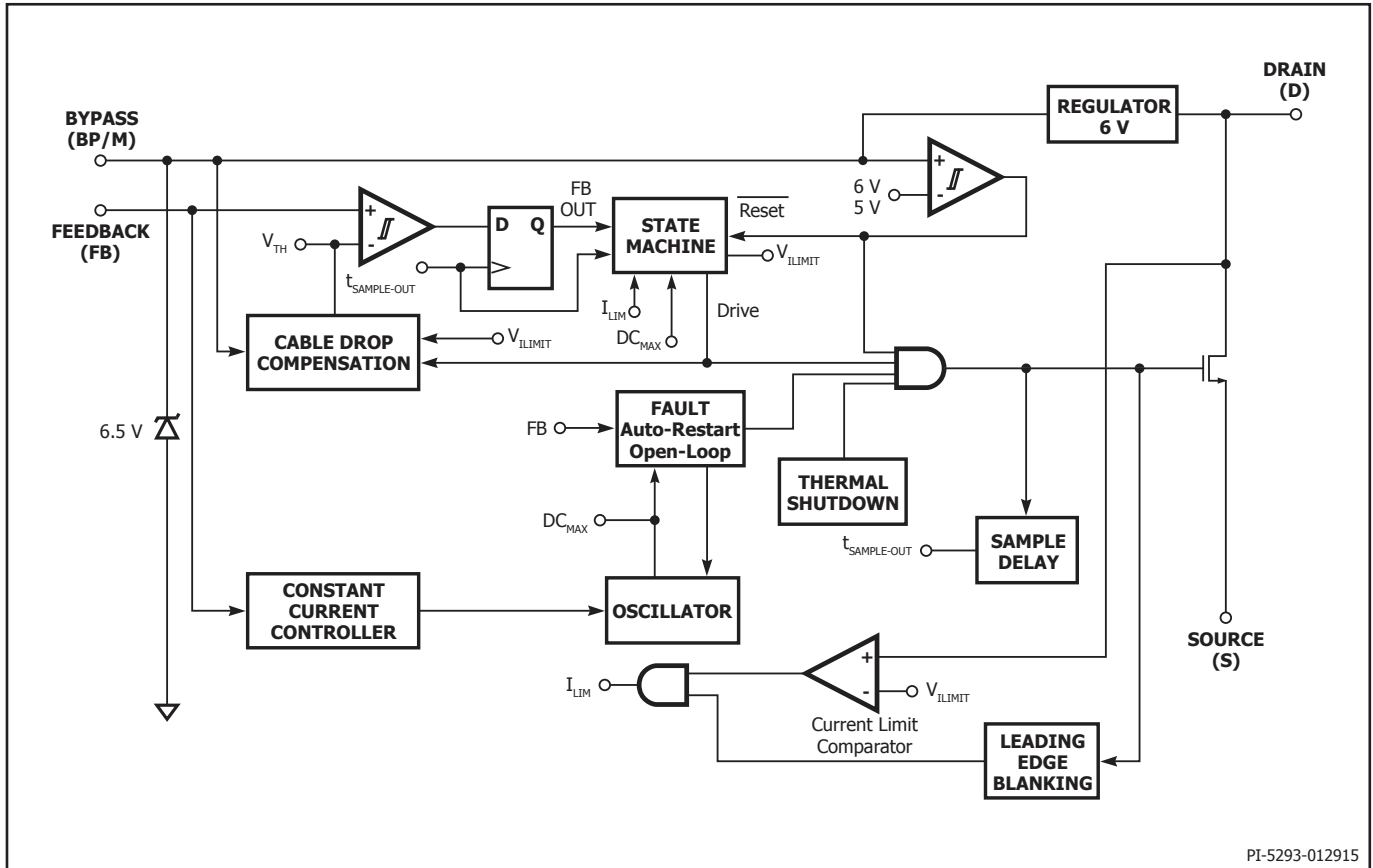 DRAIN
(D)
REGULATOR
6 V
BYPASS
(BP/M)
FEEDBACK
(FB)
+
-
V_TH
t_SAMPLE-OUT
D Q
FB
OUT
STATE
MACHINE
Reset
V_ILIMIT
+
-
6 V
5 V
I_LIM
DC_MAX
Drive
CABLE DROP
COMPENSATION
V_ILIMIT
6.5 V
FB
FAULT
Auto-Restart
Open-Loop
THERMAL
SHUTDOWN
DC_MAX
t_SAMPLE-OUT
SAMPLE
DELAY
CONSTANT
CURRENT
CONTROLLER
OSCILLATOR
SOURCE
(S)
I_LIM
+
-
V_ILIMIT
Current Limit
Comparator
LEADING
EDGE
BLANKING
PI-5293-012915